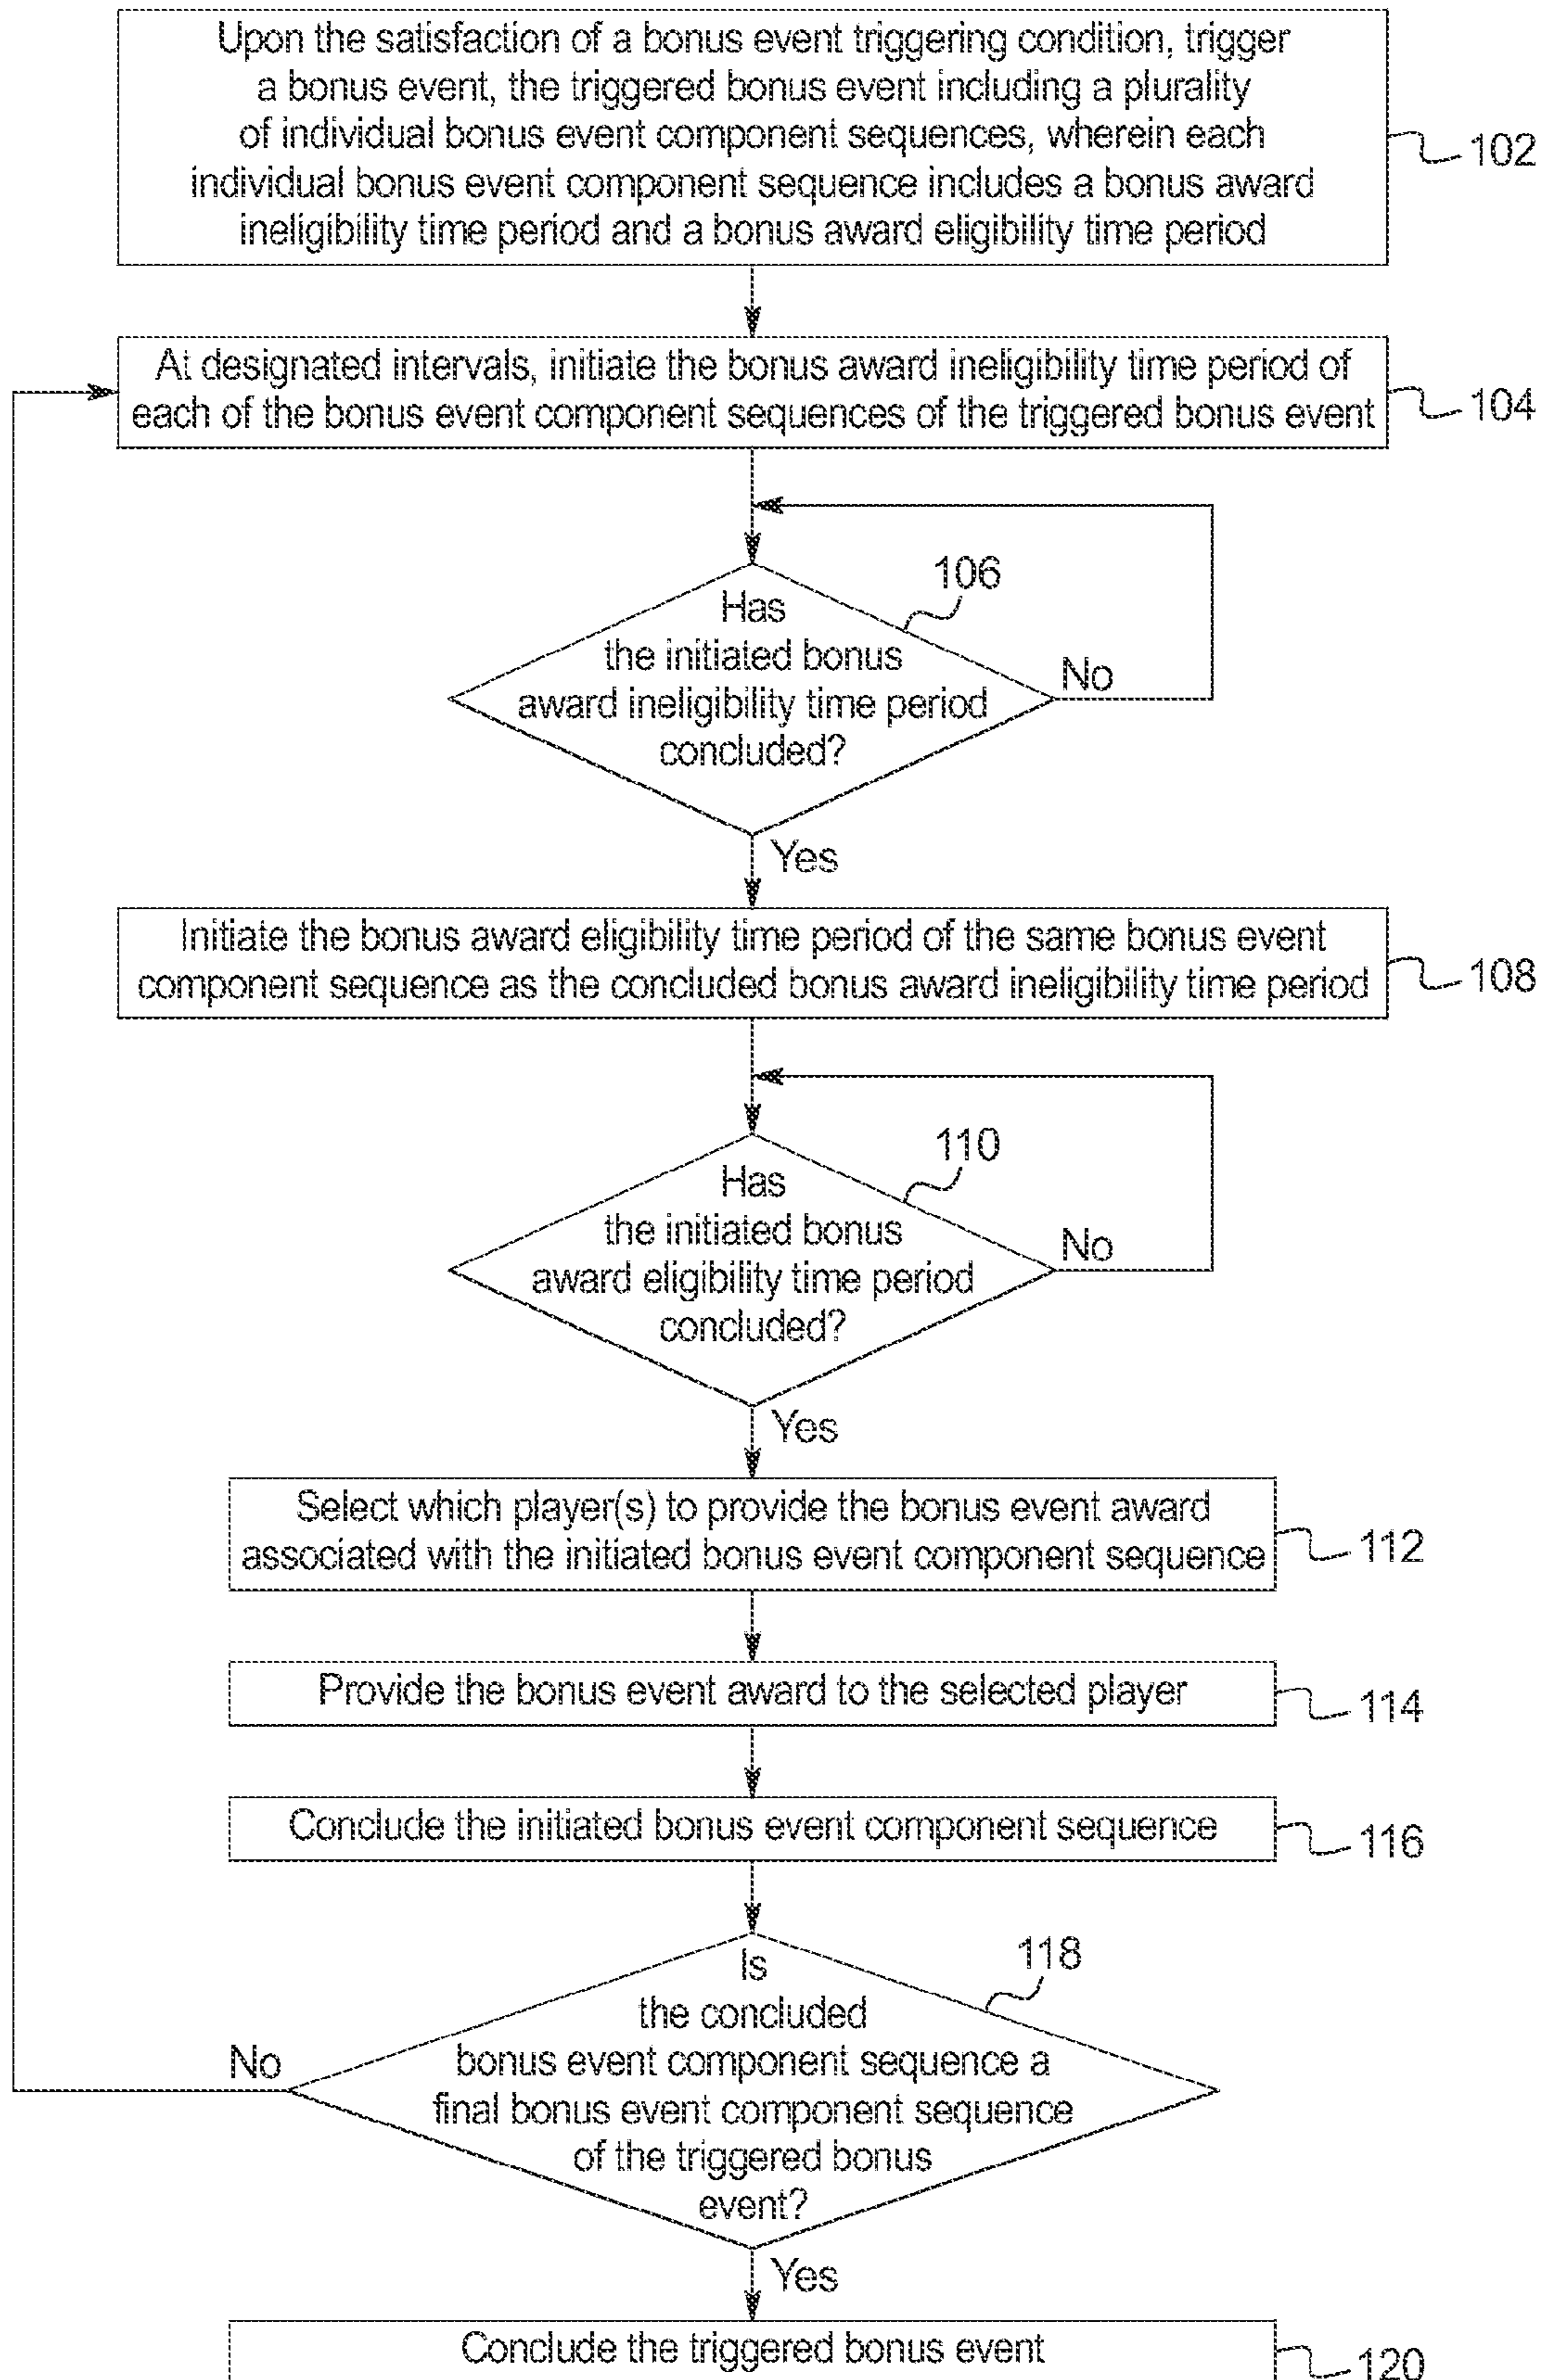 Upon the satisfaction of a bonus event triggering condition, trigger
a bonus event, the triggered bonus event including a plurality
of individual bonus event component sequences, wherein each
individual bonus event component sequence includes a bonus award
ineligibility time period and a bonus award eligibility time period
102
At designated intervals, initiate the bonus award ineligibility time period of
each of the bonus event component sequences of the triggered bonus event
104
106
Has
the initiated bonus
award ineligibility time period
concluded?
No
Yes
Initiate the bonus award eligibility time period of the same bonus event
component sequence as the concluded bonus award ineligibility time period
108
110
Has
the initiated bonus
award eligibility time period
concluded?
No
Yes
Select which player(s) to provide the bonus event award
associated with the initiated bonus event component sequence
112
Provide the bonus event award to the selected player
114
Conclude the initiated bonus event component sequence
116
118
Is
the concluded
bonus event component sequence a
final bonus event component sequence
of the triggered bonus
event?
No
Yes
Conclude the triggered bonus event
120